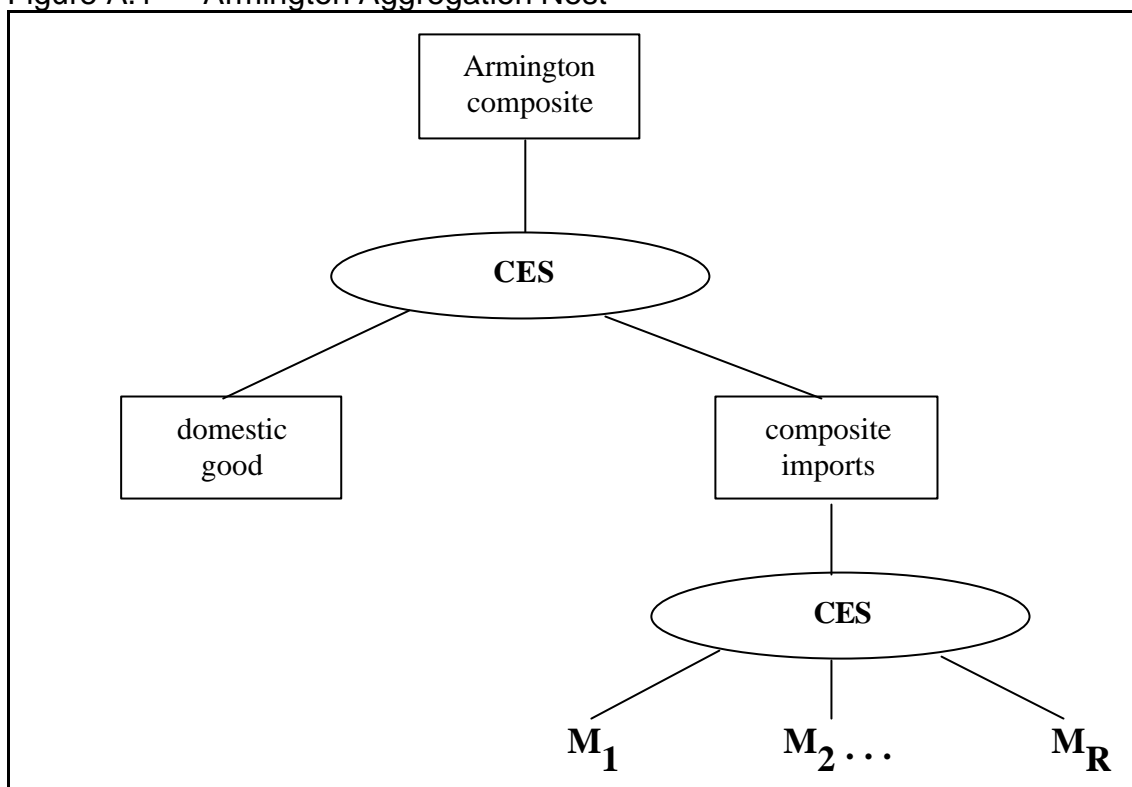 Figure A.1 Armington Aggregation Nest
Armington
composite
CES
domestic
good
composite
imports
CES
M1 M2 . . . MR